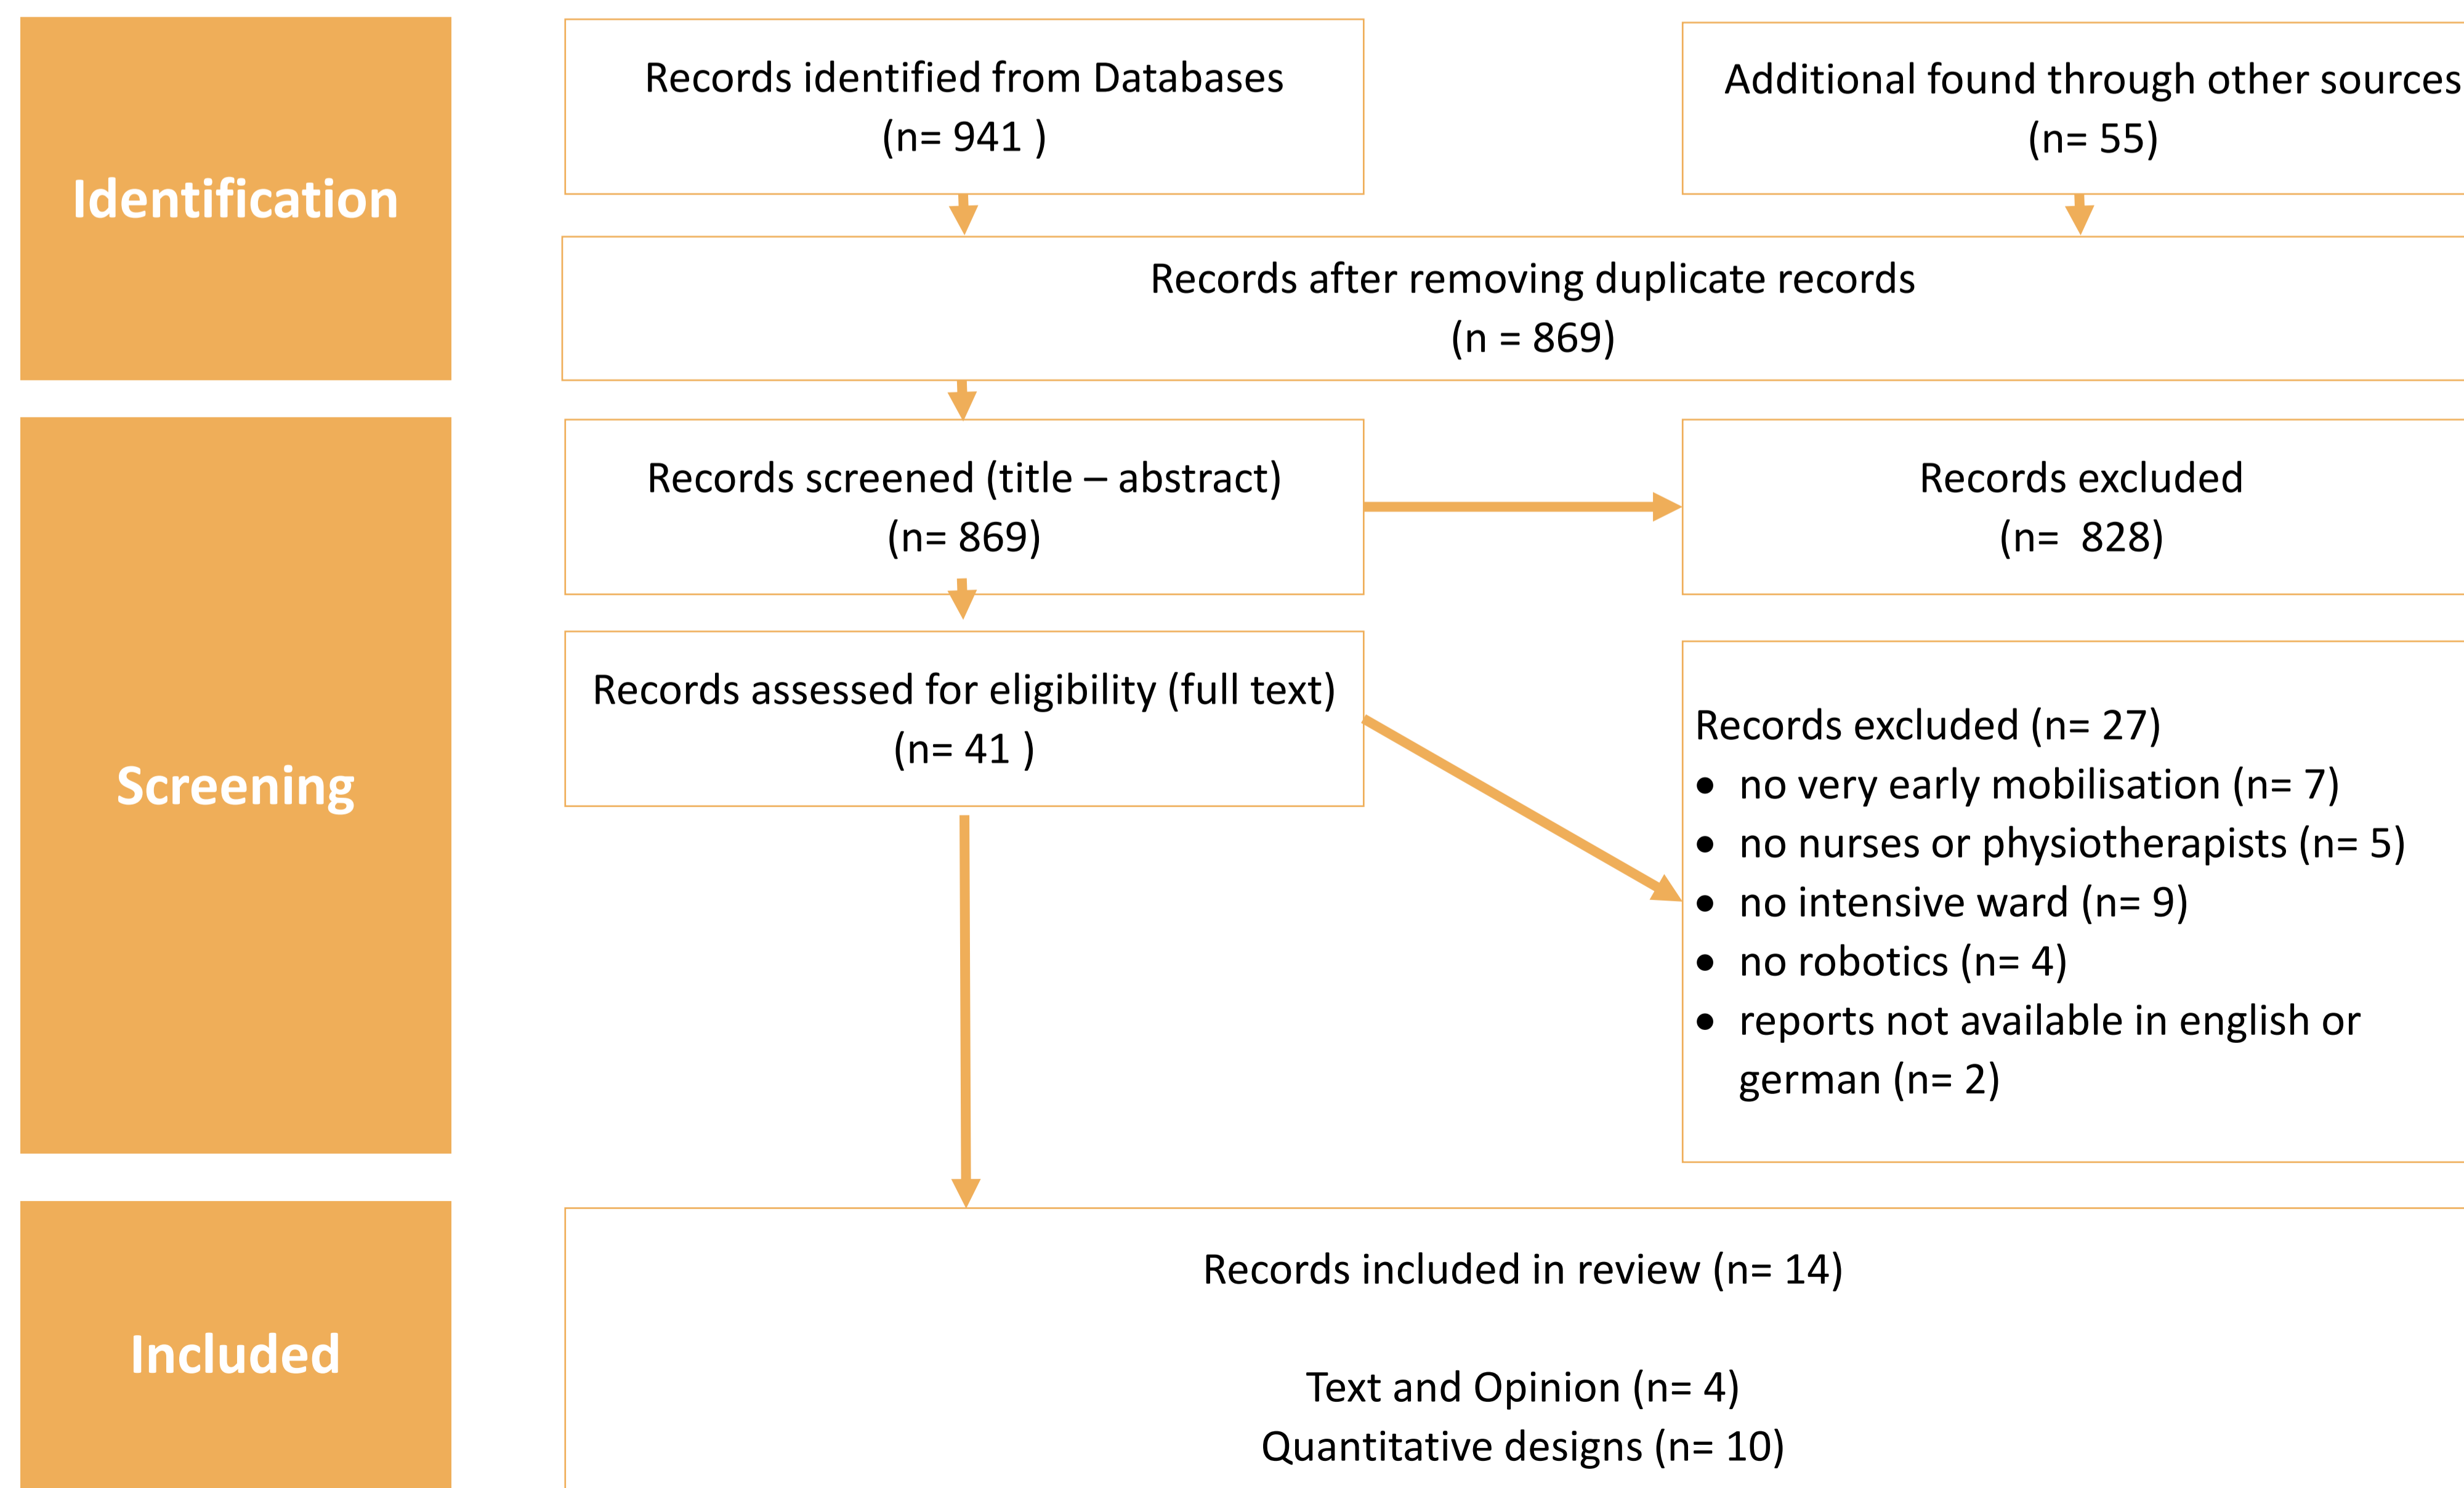 Identification
Records identified from Databases
(n= 941 )
Additional found through other sources
(n= 55)
Records after removing duplicate records
(n = 869)
Screening
Records screened (title – abstract)
(n= 869)
Records excluded
(n=  828)
Records assessed for eligibility (full text)
(n= 41 )
Records excluded (n= 27)
● no very early mobilisation (n= 7)
● no nurses or physiotherapists (n= 5)
● no intensive ward (n= 9)
● no robotics (n= 4)
● reports not available in english or
german (n= 2)
Included
Records included in review (n= 14)
Text and Opinion (n= 4)
Quantitative designs (n= 10)